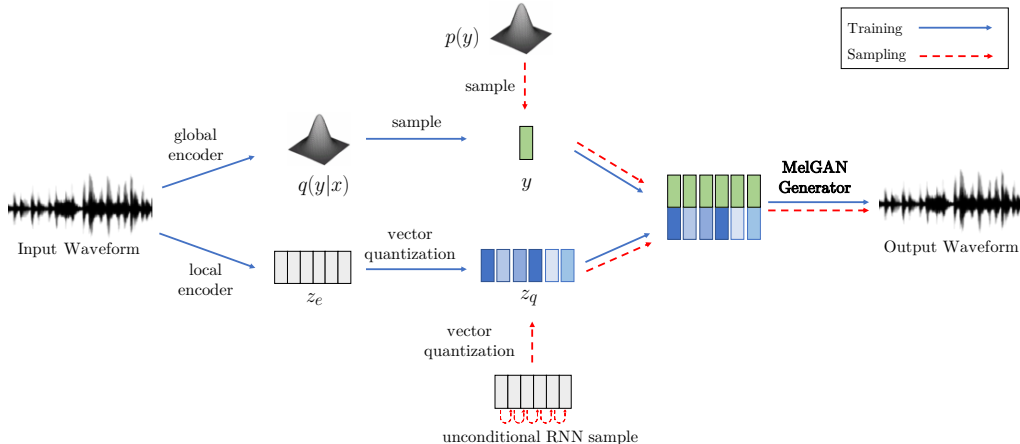 p(y)
Training
Sampling
sample
global
encoder
sample
q(y|x)
y
MelGAN
Generator
Input Waveform
Output Waveform
local
encoder
vector
quantization
z_e
z_q
vector
quantization
unconditional RNN sample